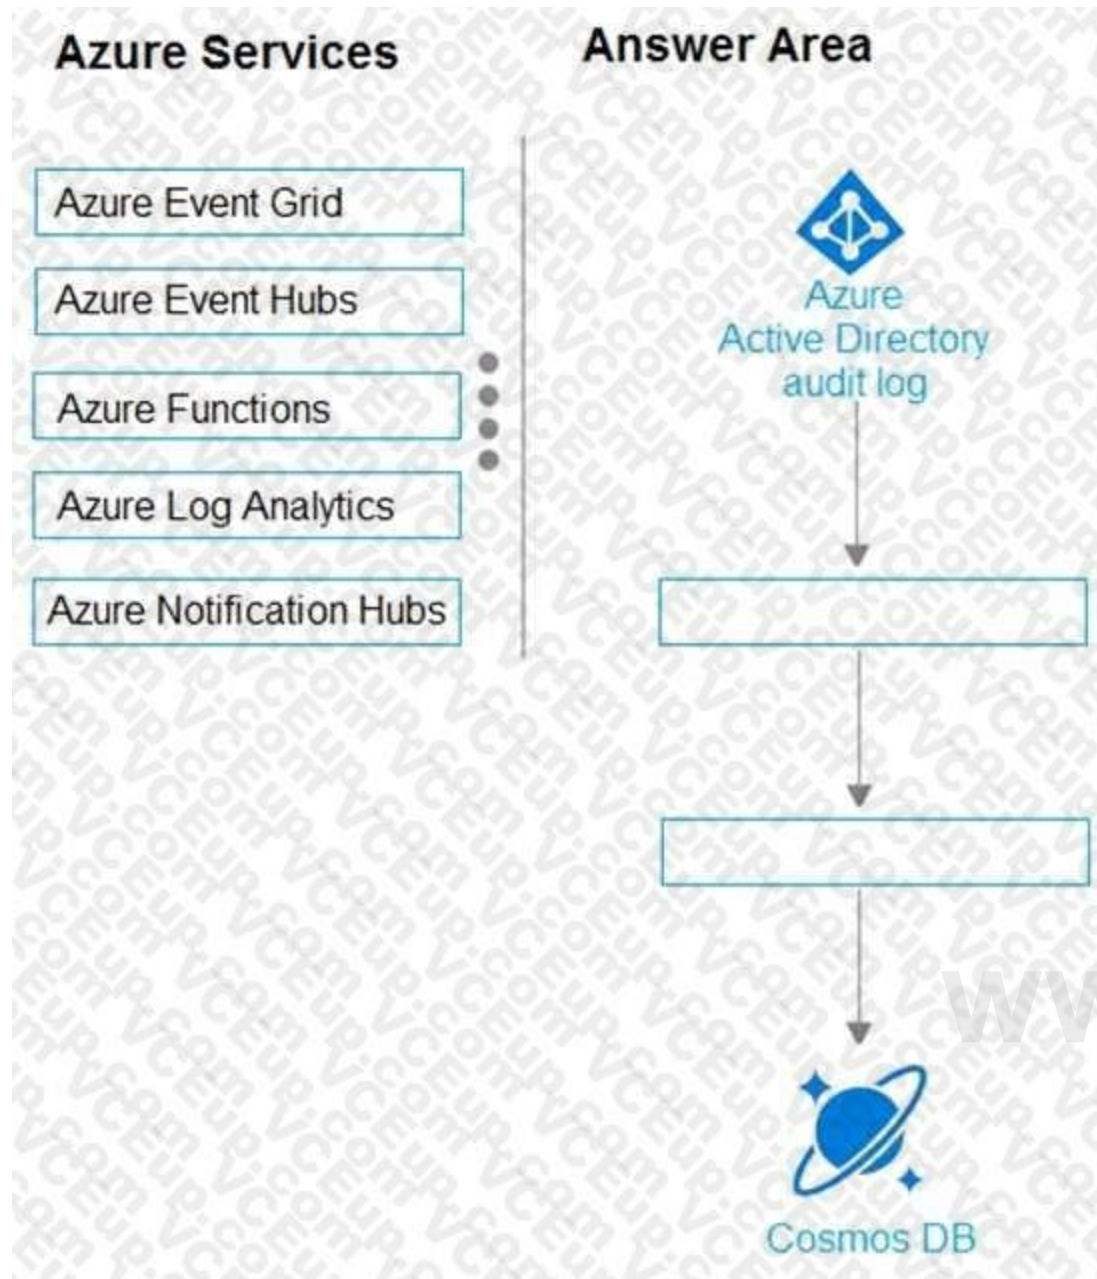 Azure Services
Answer Area
Azure Event Grid
Azure Event Hubs
Azure Functions
Azure Log Analytics
Azure Notification Hubs
Azure
Active Directory
audit log
Cosmos DB